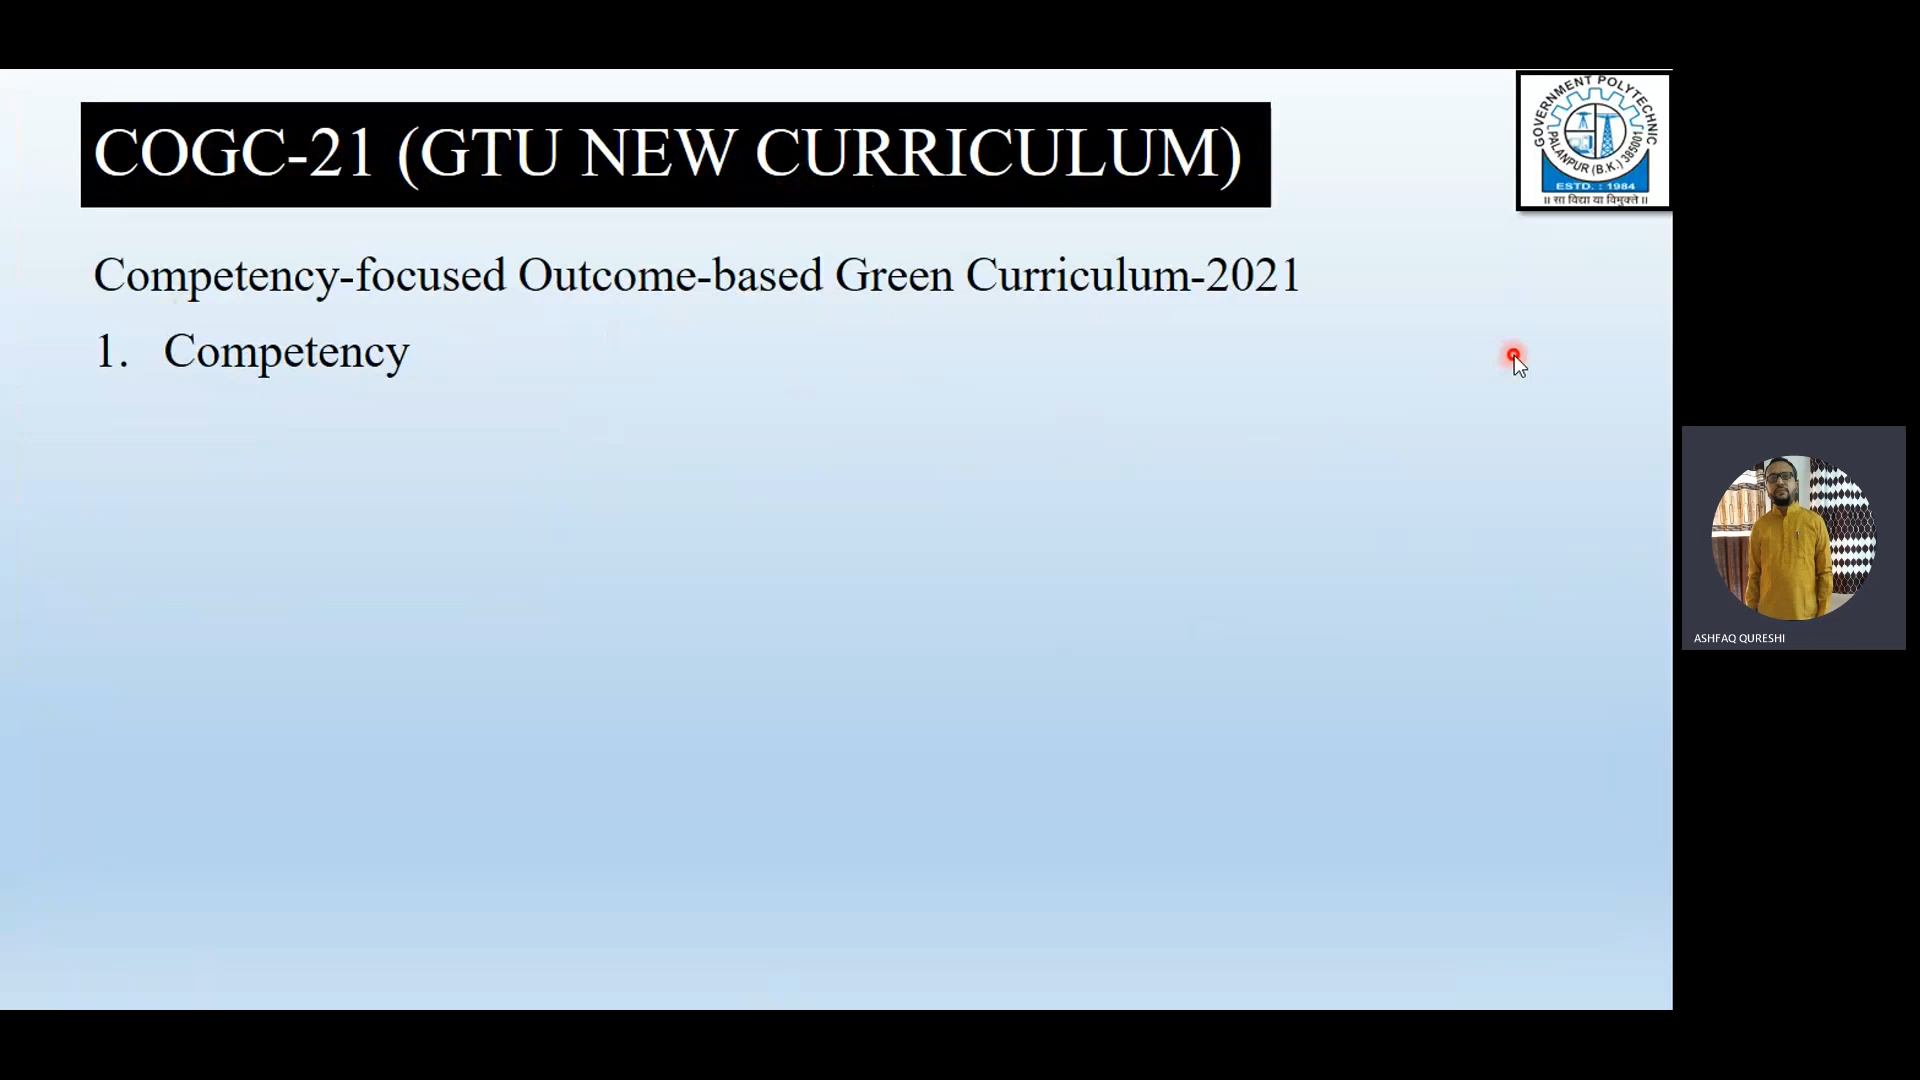 COGC-21 (GTU NEW CURRICULUM)
GOVERNMENT POLYTECHNIC
PALANPUR (B.K.) 385001
ESTD. : 1984
॥ सा विद्या या विमुक्ते ॥
Competency-focused Outcome-based Green Curriculum-2021
1. Competency
ASHFAQ QURESHI